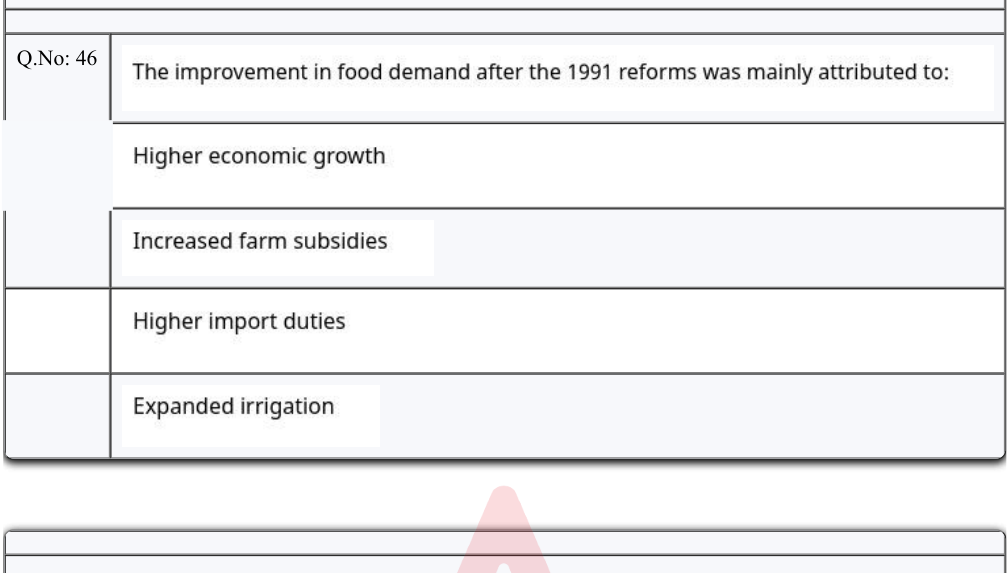 Q.No: 46
The improvement in food demand after the 1991 reforms was mainly attributed to:
Higher economic growth
Increased farm subsidies
Higher import duties
Expanded irrigation